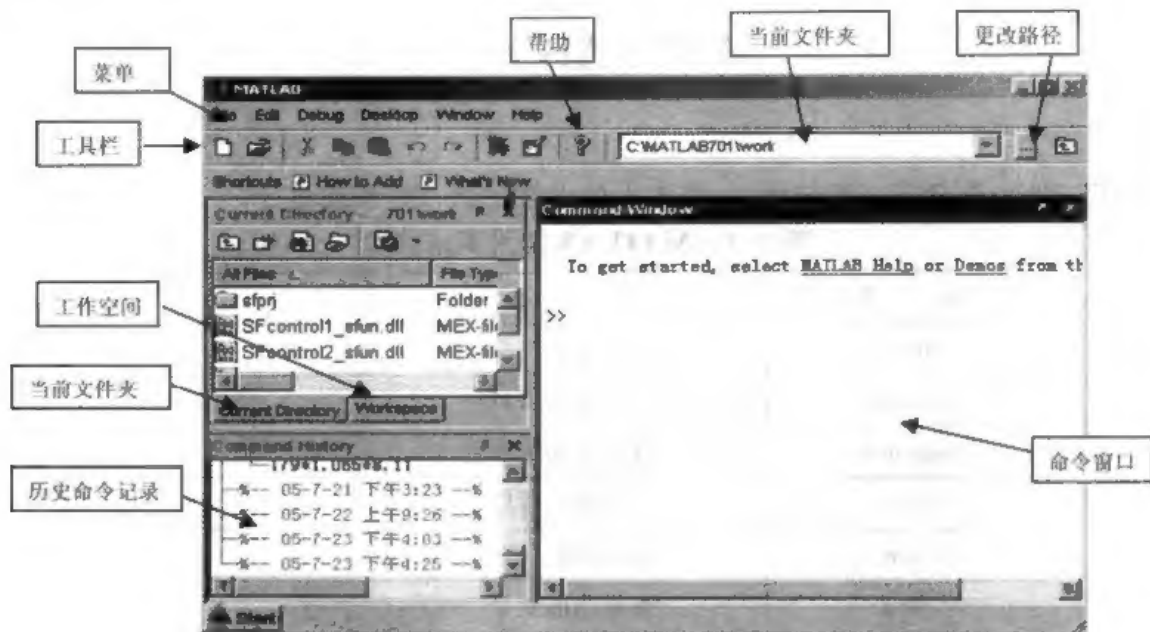 帮助
当前文件夹
更改路径
菜单
工具栏
MATLAB
Edit Debug Desktop Window Help
C:\MATLAB701\work
Shortcuts How to Add What's New
Current Directory 701\work
Command Window
All Files File Type
To get started, select MATLAB Help or Demos from th
sfprj Folder
>>
SFcontrol1_sfun.dll MEX-file
SFcontrol2_sfun.dll MEX-file
工作空间
当前文件夹
Current Directory Workspace
Command History
命令窗口
历史命令记录
%-- 05-7-21 下午3:23 --%
%-- 05-7-22 上午9:26 --%
%-- 05-7-23 下午4:03 --%
%-- 05-7-23 下午4:25 --%
Start